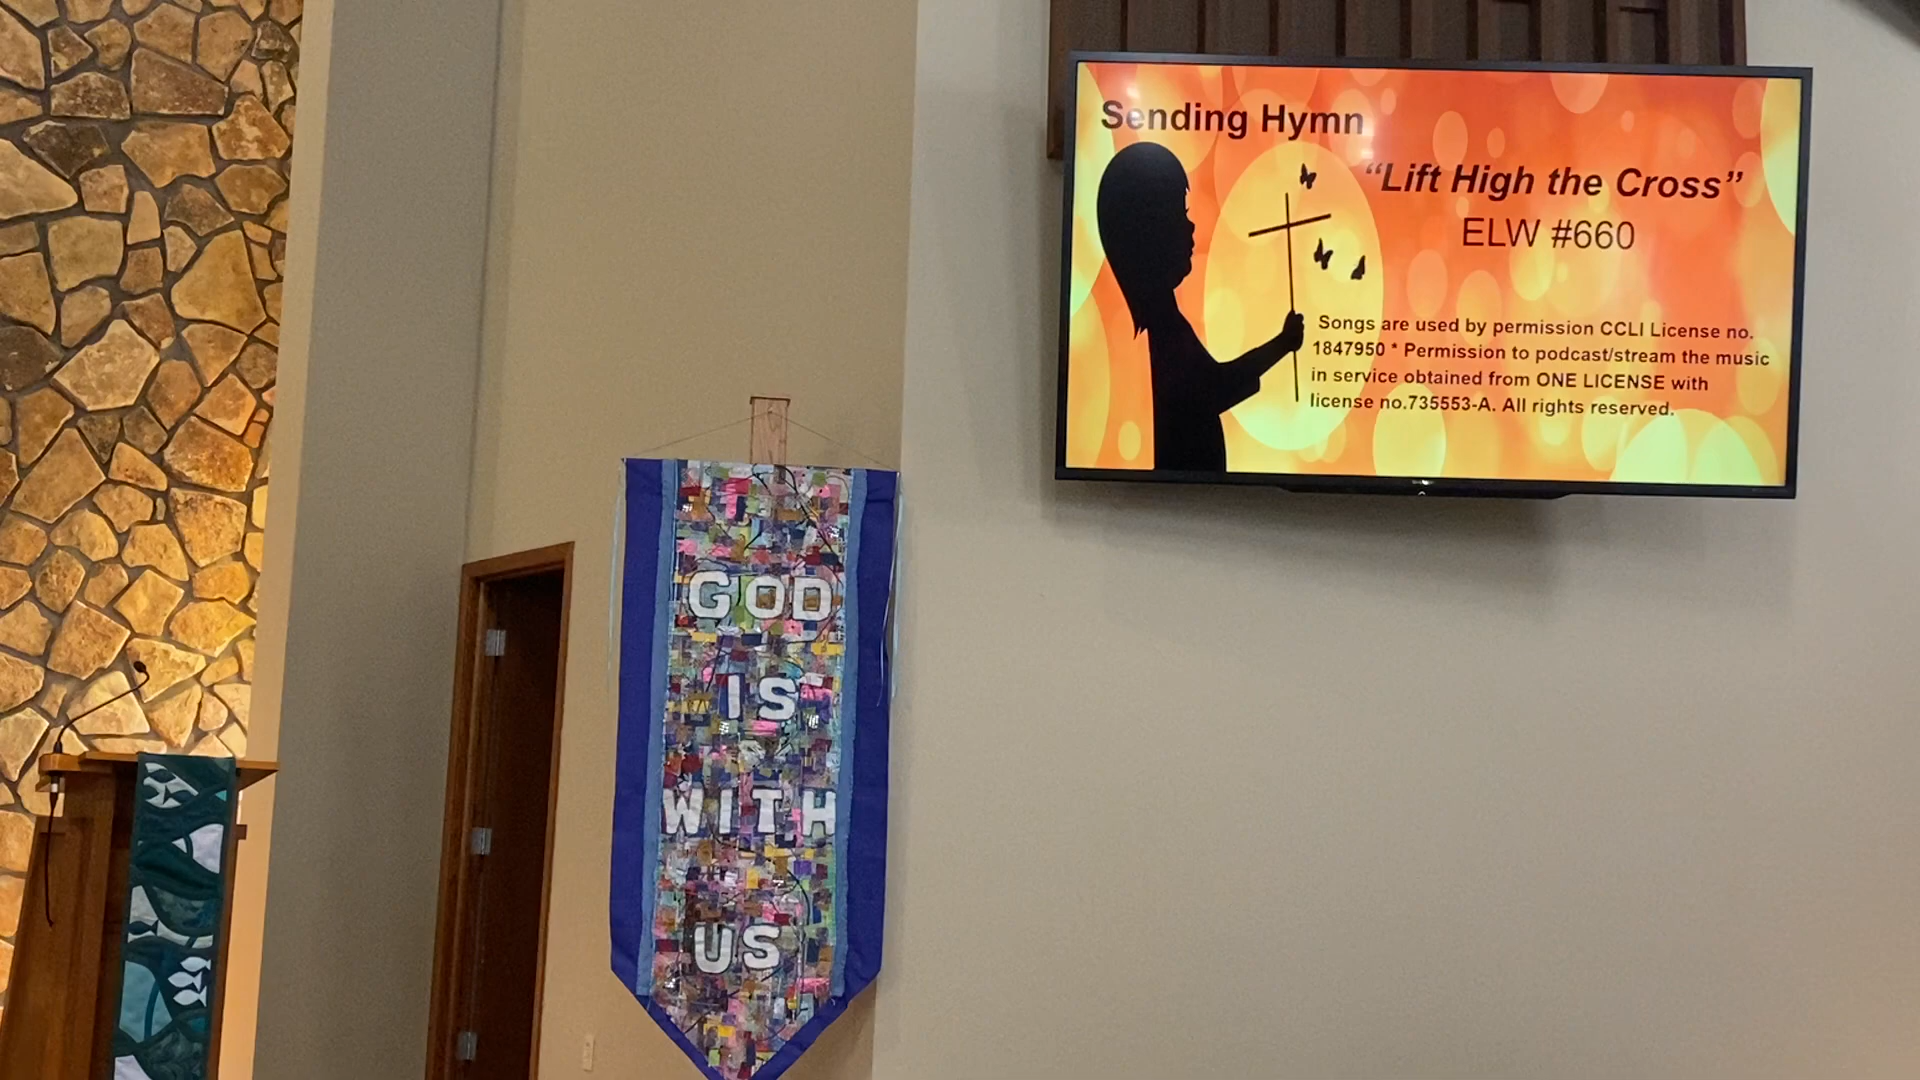 Sending Hymn
“Lift High the Cross”
ELW #660
Songs are used by permission CCLI License no.
1847950 * Permission to podcast/stream the music
in service obtained from ONE LICENSE with
license no.735553-A. All rights reserved.
GOD
IS
WITH
US